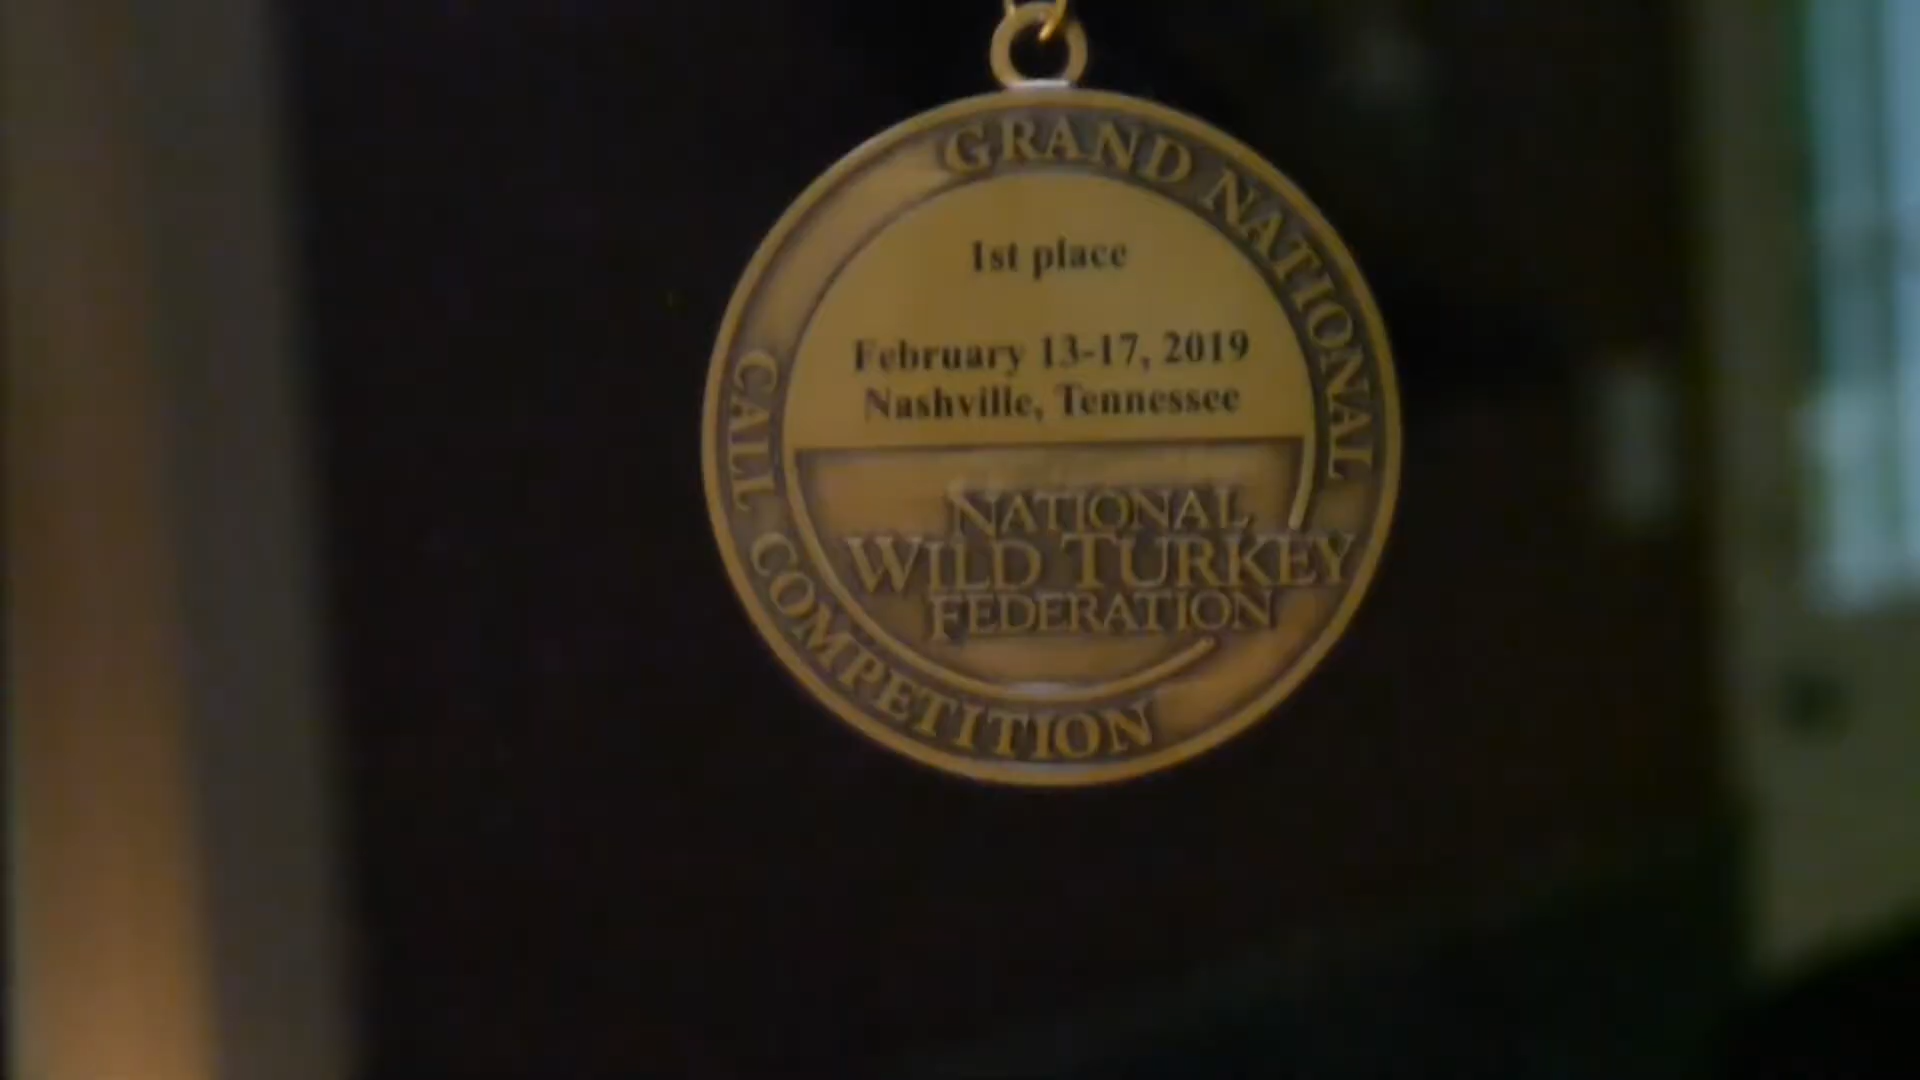 GRAND NATIONAL
1st place
February 13-17, 2019
Nashville, Tennessee
NATIONAL
WILD TURKEY
FEDERATION
CALL COMPETITION